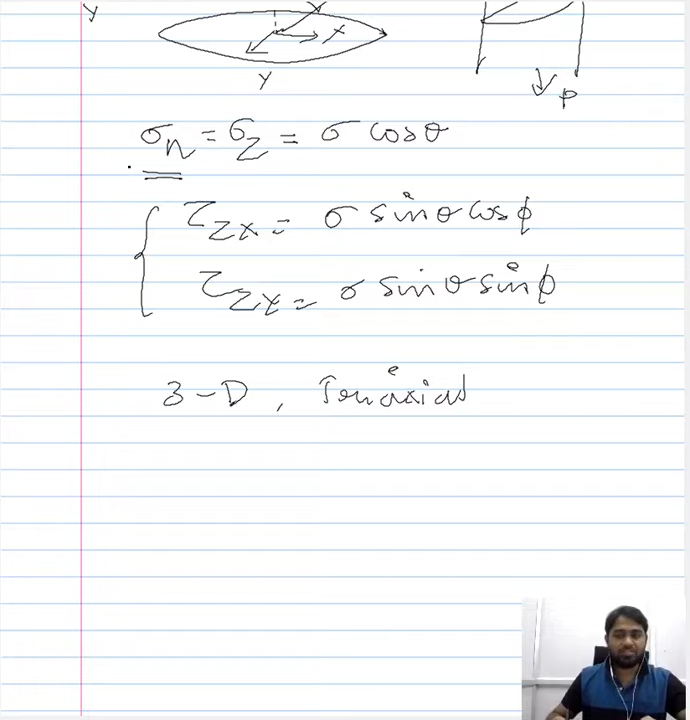 y
x
y
P
σn = σz = σ cosθ
τzx = σ sinθ cosϕ
τzy = σ sinθ sinϕ
3-D, Triaxial